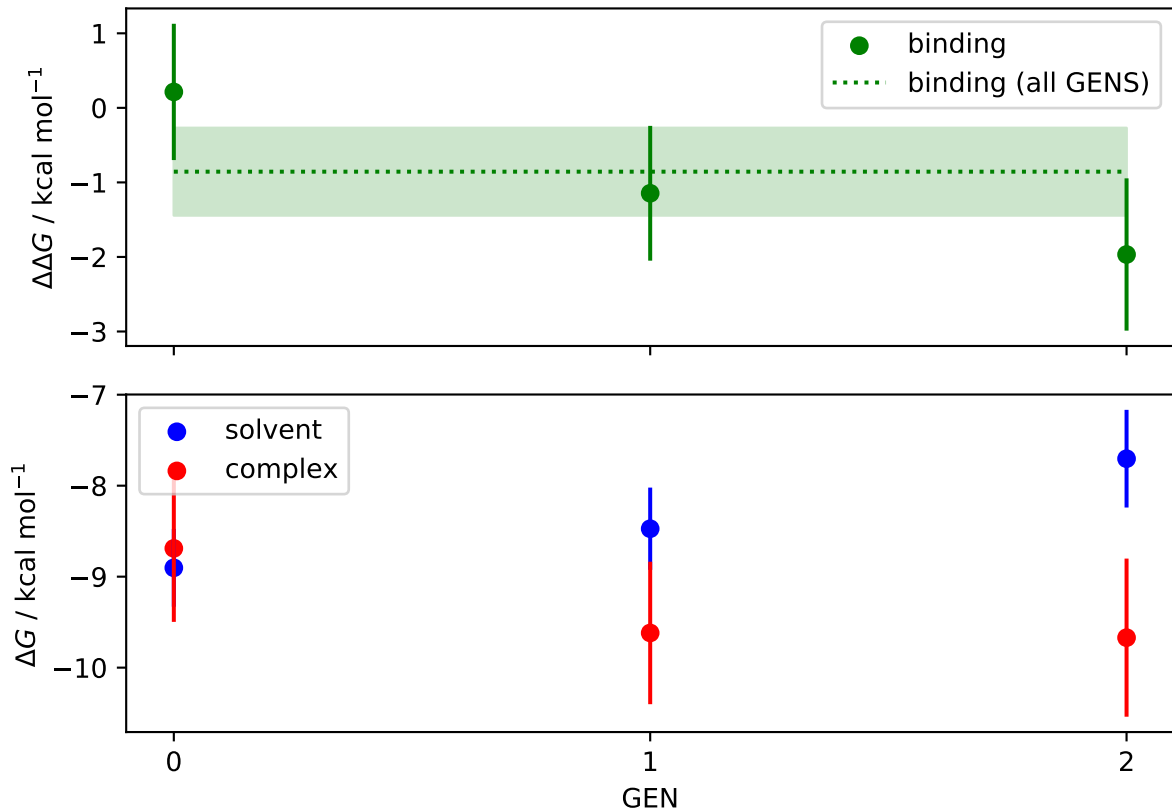 1
0
−1
−2
−3
ΔΔG / kcal mol⁻¹
binding
binding (all GENS)
−7
−8
−9
−10
ΔG / kcal mol⁻¹
solvent
complex
0 1 2
GEN